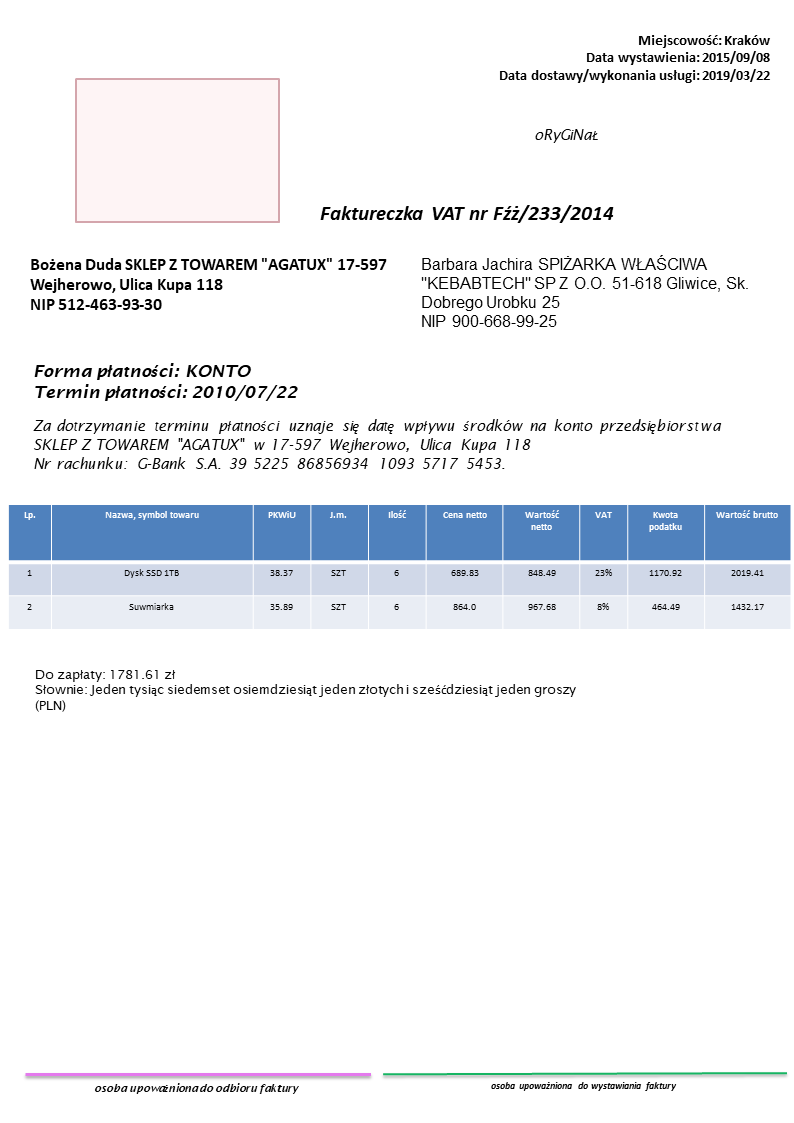 Miejscowość: Kraków
Data wystawienia: 2015/09/08
Data dostawy/wykonania usługi: 2019/03/22
oRyGiNaŁ
Faktureczka VAT nr Fźż/233/2014
Bożena Duda SKLEP Z TOWAREM "AGATUX" 17-597
Wejherowo, Ulica Kupa 118
NIP 512-463-93-30
Barbara Jachira SPIŻARKA WŁAŚCIWA
"KEBABTECH" SP Z O.O. 51-618 Gliwice, Sk.
Dobrego Urobku 25
NIP 900-668-99-25
Forma płatności: KONTO
Termin płatności: 2010/07/22
Za dotrzymanie terminu płatności uznaje się datę wpływu środków na konto przedsiębiorstwa
SKLEP Z TOWAREM "AGATUX" w 17-597 Wejherowo, Ulica Kupa 118
Nr rachunku: G-Bank S.A. 39 5225 86856934 1093 5717 5453.
Lp. Nazwa, symbol towaru PKWiU J.m. Ilość Cena netto Wartość netto VAT Kwota podatku Wartość brutto
1 Dysk SSD 1TB 38.37 SZT 6 689.83 848.49 23% 1170.92 2019.41
2 Suwmiarka 35.89 SZT 6 864.0 967.68 8% 464.49 1432.17
Do zapłaty: 1781.61 zł
Słownie: Jeden tysiąc siedemset osiemdziesiąt jeden złotych i sześćdziesiąt jeden groszy
(PLN)
osoba upoważniona do odbioru faktury
osoba upoważniona do wystawiania faktury